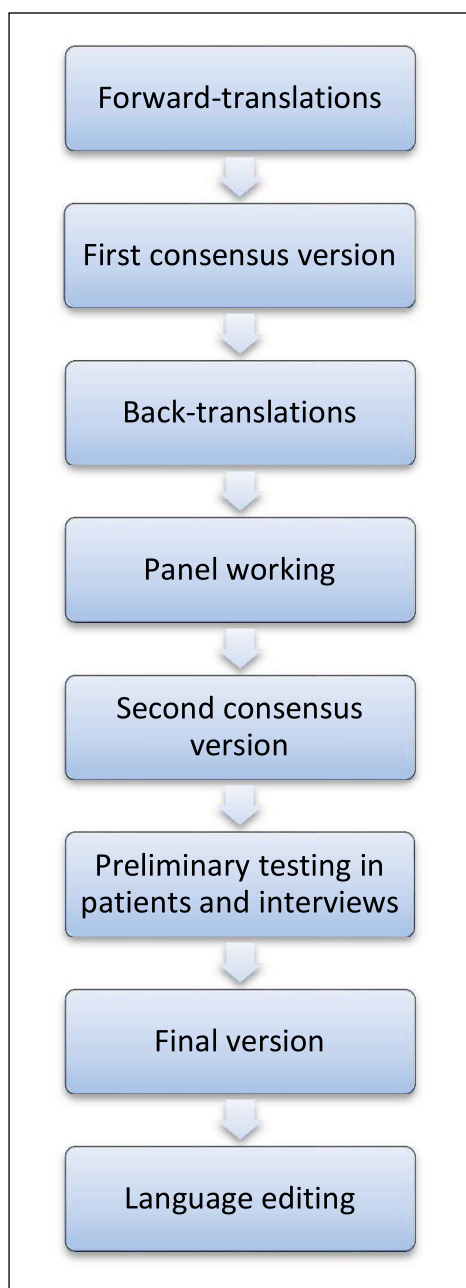 Forward-translations
First consensus version
Back-translations
Panel working
Second consensus
version
Preliminary testing in
patients and interviews
Final version
Language editing